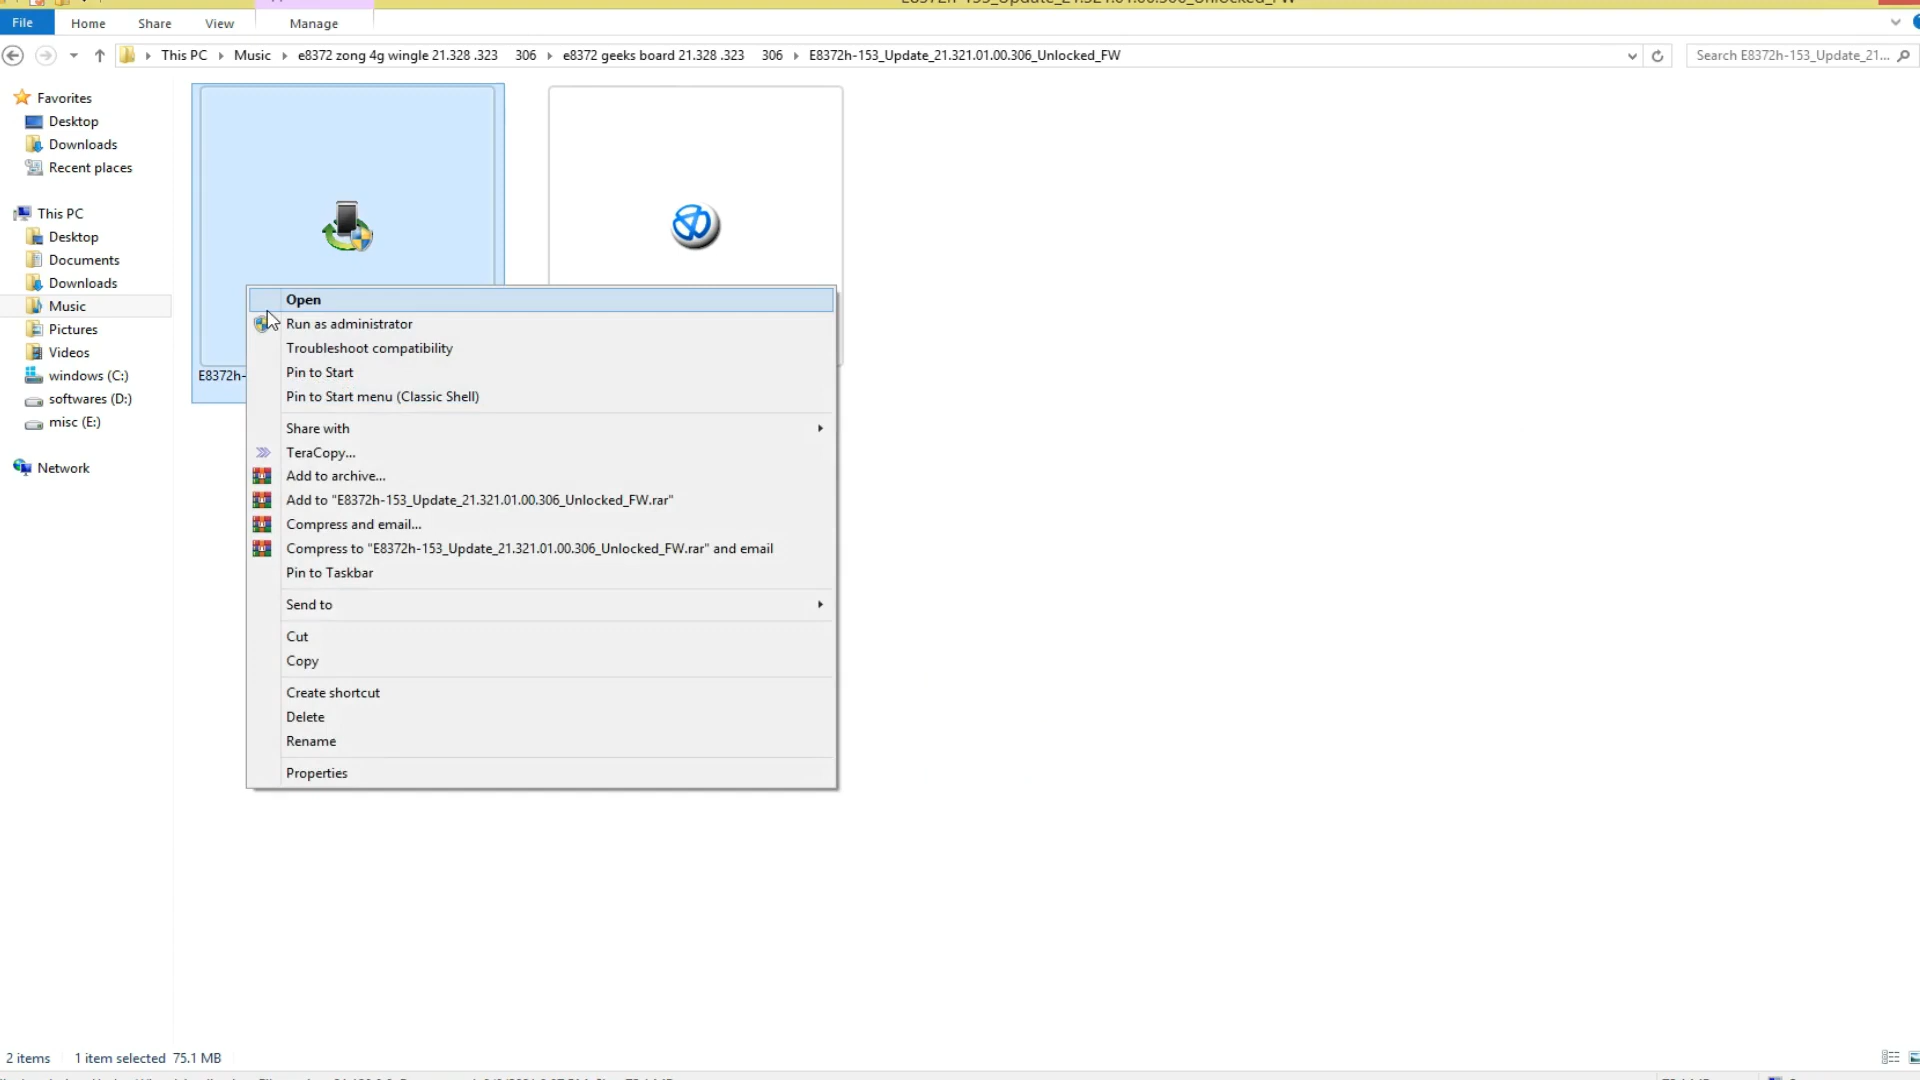 File Home Share View Manage
This PC Music e8372 zong 4g wingle 21.328 .323 306 e8372 geeks board 21.328 .323 306 E8372h-153_Update_21.321.01.00.306_Unlocked_FW
Search E8372h-153_Update_21...
Favorites
Desktop
Downloads
Recent places
This PC
Desktop
Documents
Downloads
Music
Pictures
Videos
windows (C:)
softwares (D:)
misc (E:)
Network
E8372h-
Open
Run as administrator
Troubleshoot compatibility
Pin to Start
Pin to Start menu (Classic Shell)
Share with
TeraCopy...
Add to archive...
Add to "E8372h-153_Update_21.321.01.00.306_Unlocked_FW.rar"
Compress and email...
Compress to "E8372h-153_Update_21.321.01.00.306_Unlocked_FW.rar" and email
Pin to Taskbar
Send to
Cut
Copy
Create shortcut
Delete
Rename
Properties
2 items 1 item selected 75.1 MB